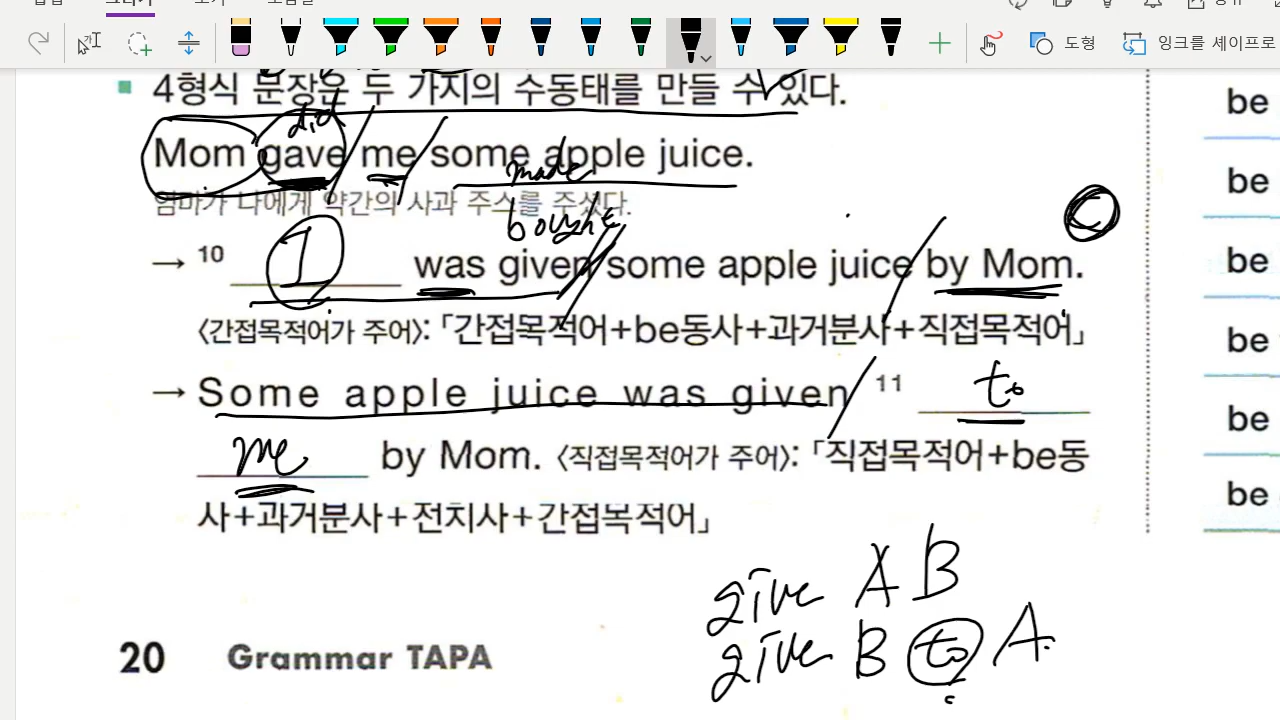 도형
잉크를 셰이프로
4형식 문장은 두 가지의 수동태를 만들 수 있다.
did
Mom gave me some apple juice.
made
엄마가 나에게 약간의 사과 주스를 주셨다.
bought
→ 10 I was given some apple juice by Mom.
〈간접목적어가 주어〉: 「간접목적어+be동사+과거분사+직접목적어」
→ Some apple juice was given 11 to
me by Mom. 〈직접목적어가 주어〉: 「직접목적어+be동
사+과거분사+전치사+간접목적어」
give A B
give B to A.
20 Grammar TAPA
be
be
be
be
be
be